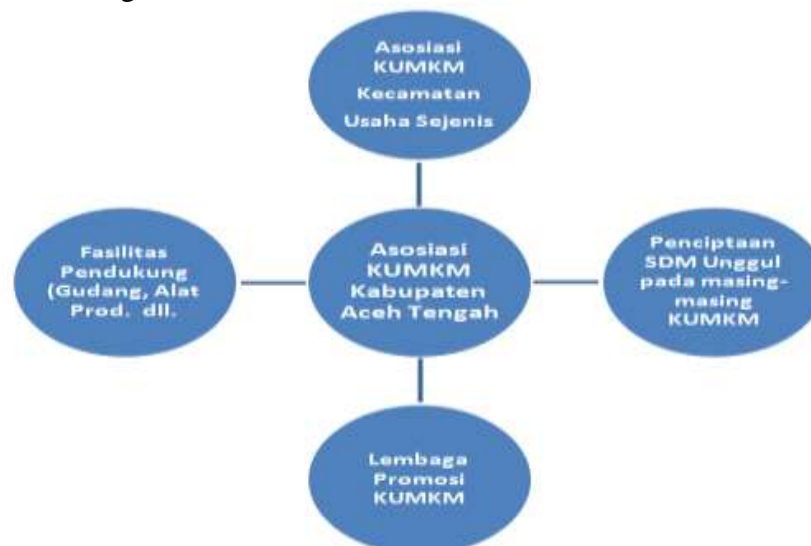 Asosiasi
KUMKM
Kecamatan
Usaha Sejenis
Fasilitas
Pendukung
(Gudang, Alat
Prod. dll.
Asosiasi
KUMKM
Kabupaten
Aceh Tengah
Penciptaan
SDM Unggul
pada masing-
masing
KUMKM
Lembaga
Promosi
KUMKM